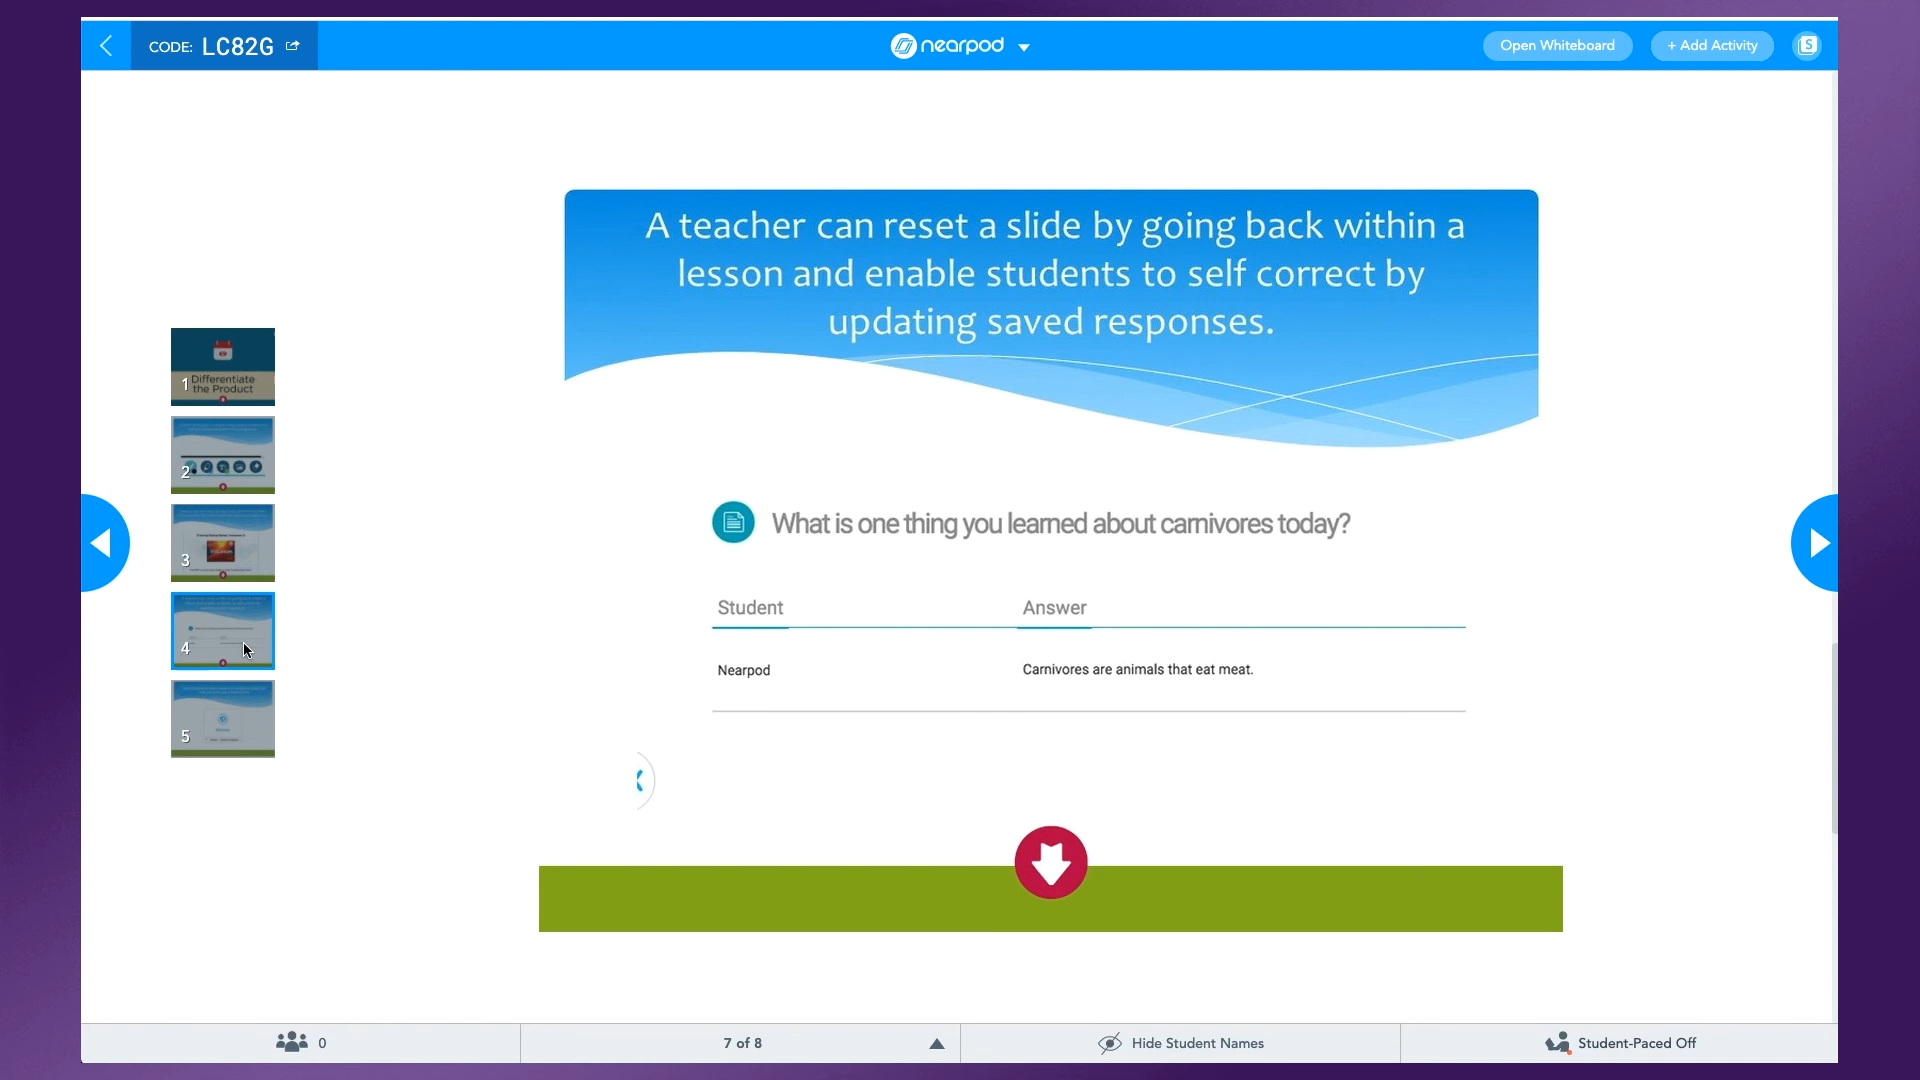 CODE: LC82G
nearpod
Open Whiteboard
+ Add Activity
S
A teacher can reset a slide by going back within a
lesson and enable students to self correct by
updating saved responses.
1 Differentiate
the Product
2
3
4
5
What is one thing you learned about carnivores today?
Student Answer
Nearpod Carnivores are animals that eat meat.
0
7 of 8
Hide Student Names
Student-Paced Off